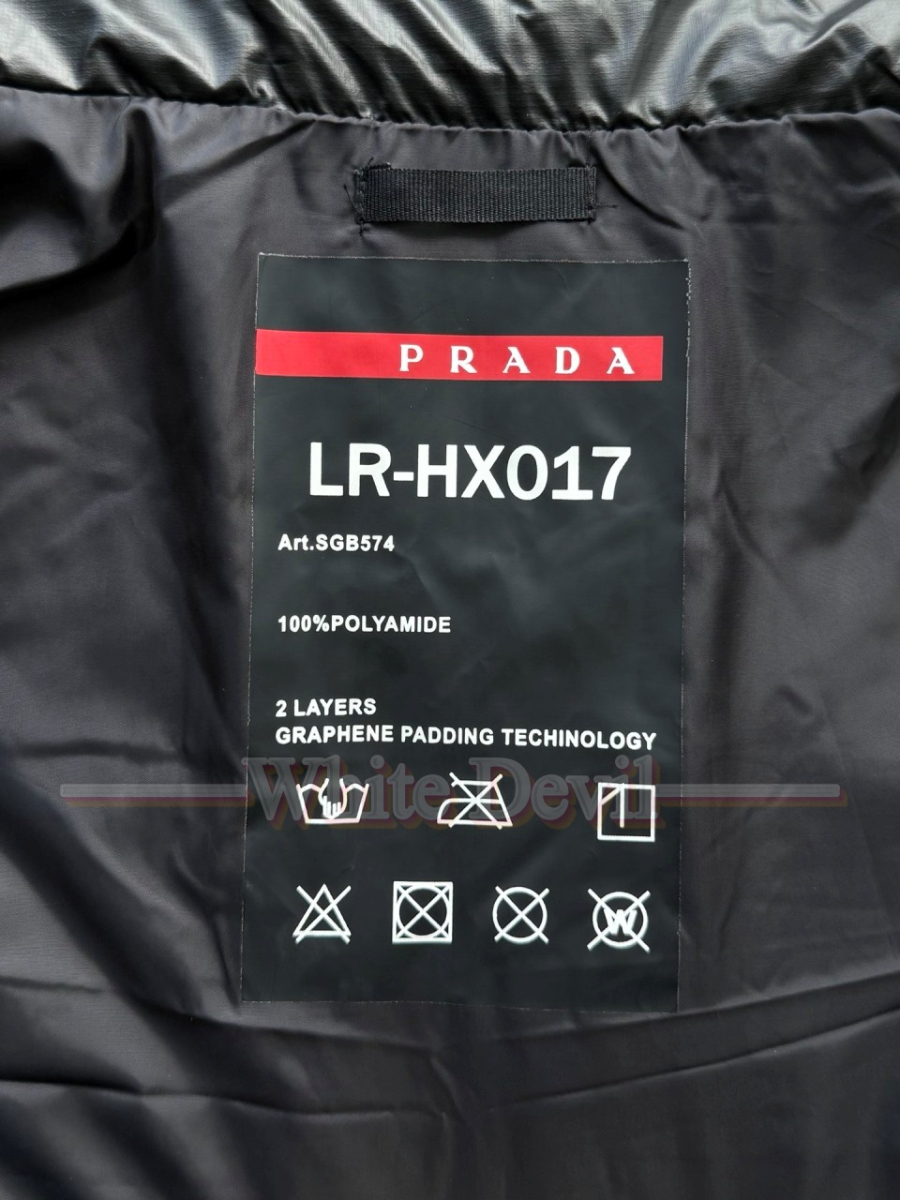 PRADA
LR-HX017
Art.SGB574
100%POLYAMIDE
2 LAYERS
GRAPHENE PADDING TECHINOLOGY
White Devil
W